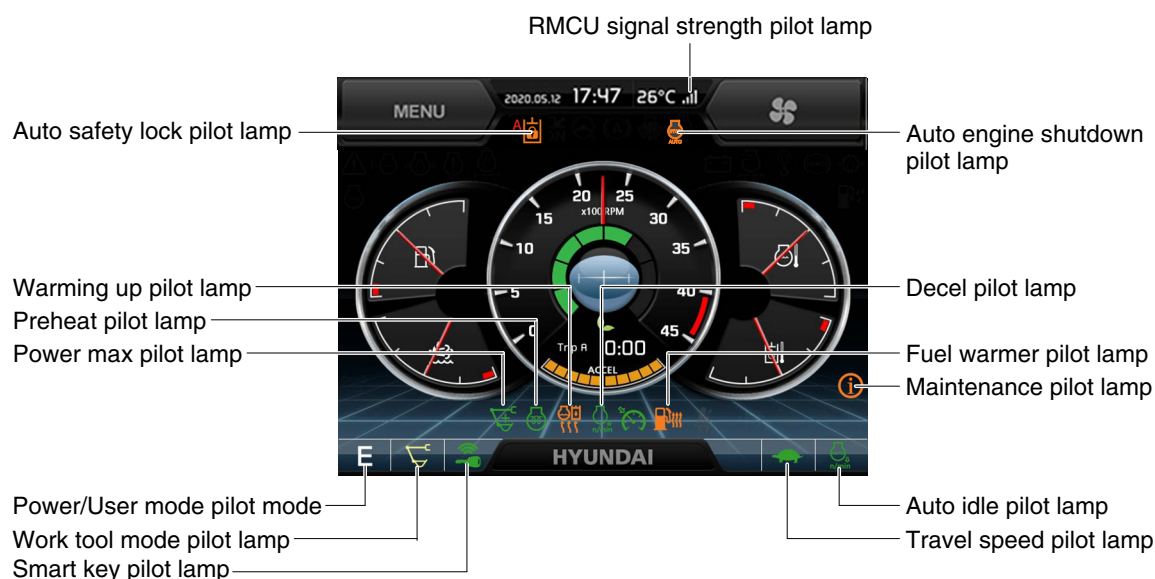 RMCU signal strength pilot lamp
MENU
2020.05.12 17:47 26°C
Auto safety lock pilot lamp
A
AUTO
Auto engine shutdown
pilot lamp
20 25
x100RPM
15 30
10 35
5 40
0 45
Trip A 0:00
ACCEL
Warming up pilot lamp
Preheat pilot lamp
Power max pilot lamp
Decel pilot lamp
Fuel warmer pilot lamp
Maintenance pilot lamp
i
n/min
E
HYUNDAI
n/min
Power/User mode pilot mode
Work tool mode pilot lamp
Smart key pilot lamp
Auto idle pilot lamp
Travel speed pilot lamp